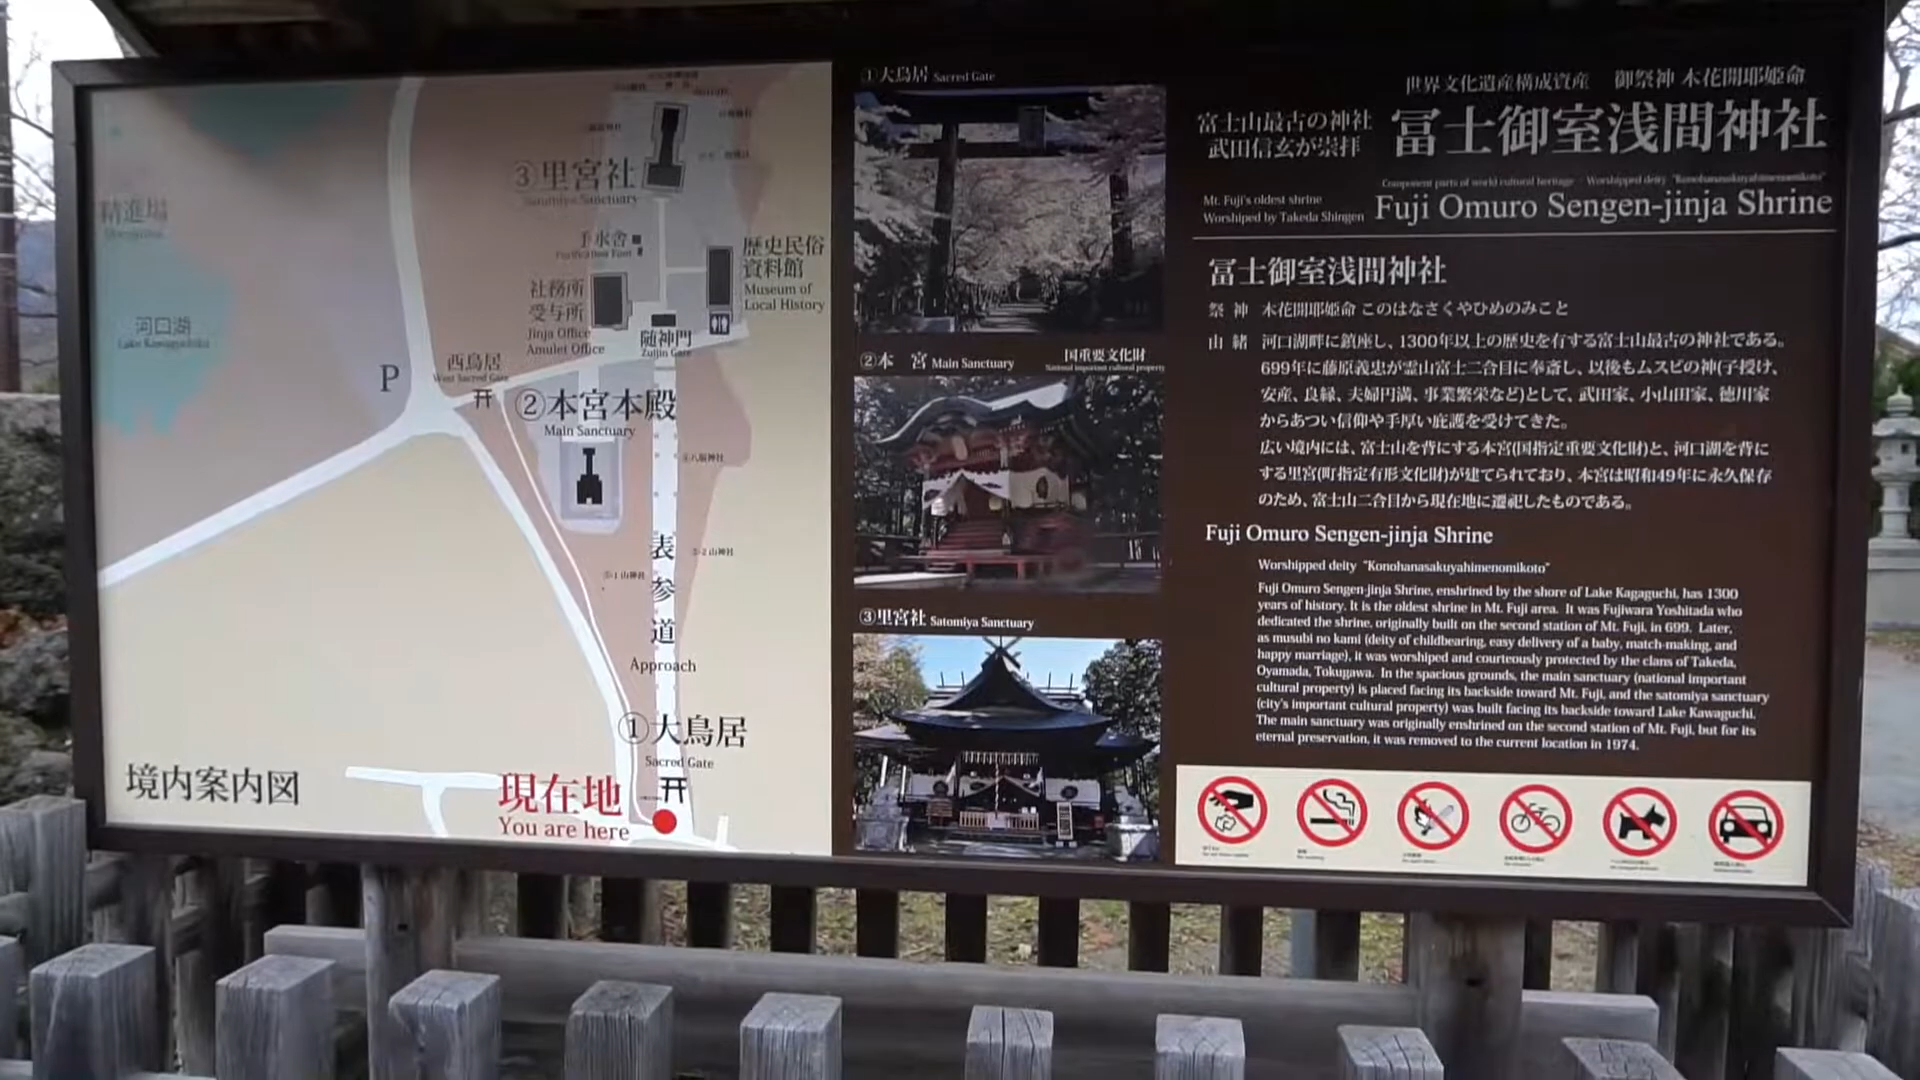 精進場
河口湖
Lake Kawaguchiko
③里宮社
Satomiya Sanctuary
手水舎
Purification Font
歴史民俗
資料館
Museum of
Local History
社務所
受与所
Jinja Office
Amulet Office
随神門
Zuijin Gate
P
西鳥居
West Sacred Gate
②本宮本殿
Main Sanctuary
表参道
Approach
①大鳥居
Sacred Gate
現在地
You are here
境内案内図
①大鳥居 Sacred Gate
②本 宮 Main Sanctuary
国重要文化財
National important cultural property
③里宮社 Satomiya Sanctuary
世界文化遺産構成資産 御祭神 木花開耶姫命
富士山最古の神社
武田信玄が崇拝
冨士御室浅間神社
Component parts of world cultural heritage Worshipped deity "Konohanasakuyahimenomikoto"
Mt. Fuji's oldest shrine
Worshiped by Takeda Shingen
Fuji Omuro Sengen-jinja Shrine
冨士御室浅間神社
祭 神 木花開耶姫命 このはなさくやひめのみこと
由 緒 河口湖畔に鎮座し、1300年以上の歴史を有する富士山最古の神社である。
699年に藤原義忠が霊山富士二合目に奉斎し、以後もムスビの神(子授け、
安産、良縁、夫婦円満、事業繁栄など)として、武田家、小山田家、徳川家
からあつい信仰や手厚い庇護を受けてきた。
広い境内には、富士山を背にする本宮(国指定重要文化財)と、河口湖を背に
する里宮(町指定有形文化財)が建てられており、本宮は昭和49年に永久保存
のため、富士山二合目から現在地に遷祀したものである。
Fuji Omuro Sengen-jinja Shrine
Worshipped deity "Konohanasakuyahimenomikoto"
Fuji Omuro Sengen-jinja Shrine, enshrined by the shore of Lake Kagaguchi, has 1300
years of history. It is the oldest shrine in Mt. Fuji area. It was Fujiwara Yoshitada who
dedicated the shrine, originally built on the second station of Mt. Fuji, in 699. Later,
as musubi no kami (deity of childbearing, easy delivery of a baby, match-making, and
happy marriage), it was worshiped and courteously protected by the clans of Takeda,
Oyamada, Tokugawa. In the spacious grounds, the main sanctuary (national important
cultural property) is placed facing its backside toward Mt. Fuji, and the satomiya sanctuary
(city's important cultural property) was built facing its backside toward Lake Kawaguchi.
The main sanctuary was originally enshrined on the second station of Mt. Fuji, but for its
eternal preservation, it was removed to the current location in 1974.